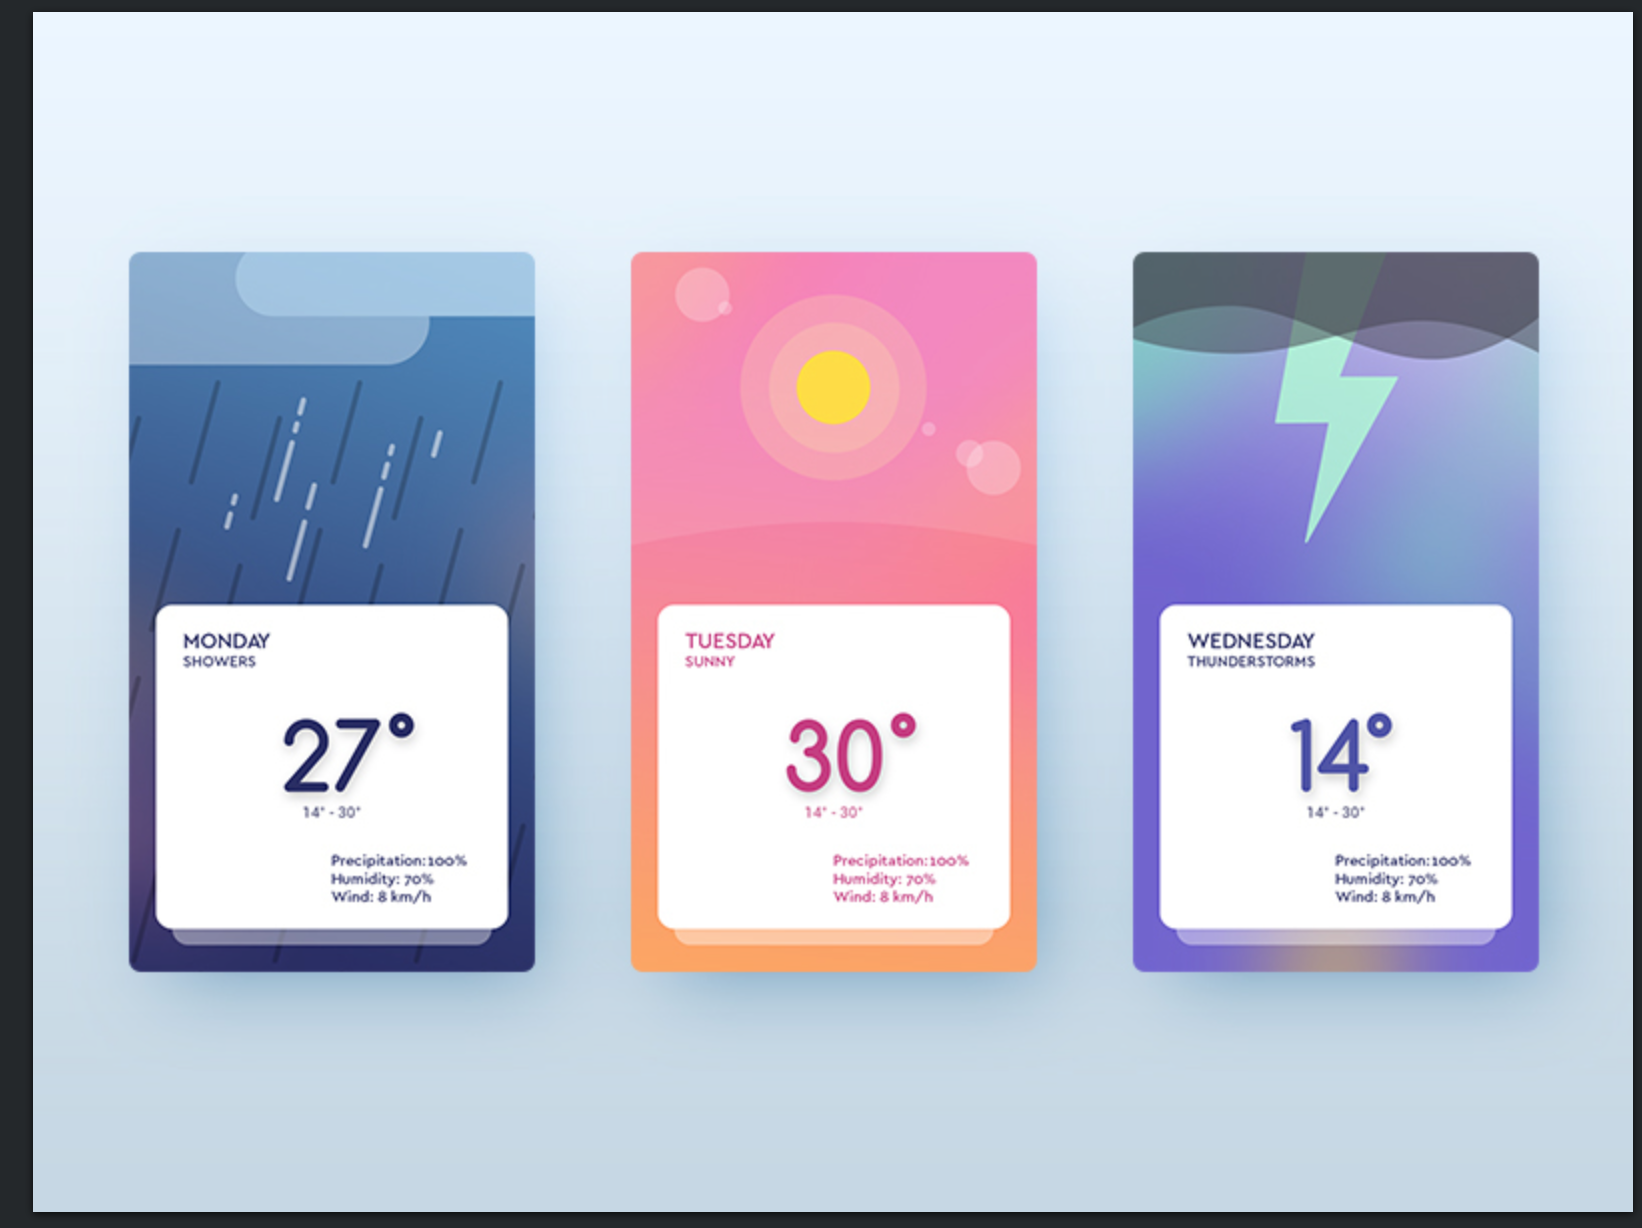 MONDAY
SHOWERS
27°
14° - 30°
Precipitation:100%
Humidity: 70%
Wind: 8 km/h
TUESDAY
SUNNY
30°
14° - 30°
Precipitation:100%
Humidity: 70%
Wind: 8 km/h
WEDNESDAY
THUNDERSTORMS
14°
14° - 30°
Precipitation:100%
Humidity: 70%
Wind: 8 km/h